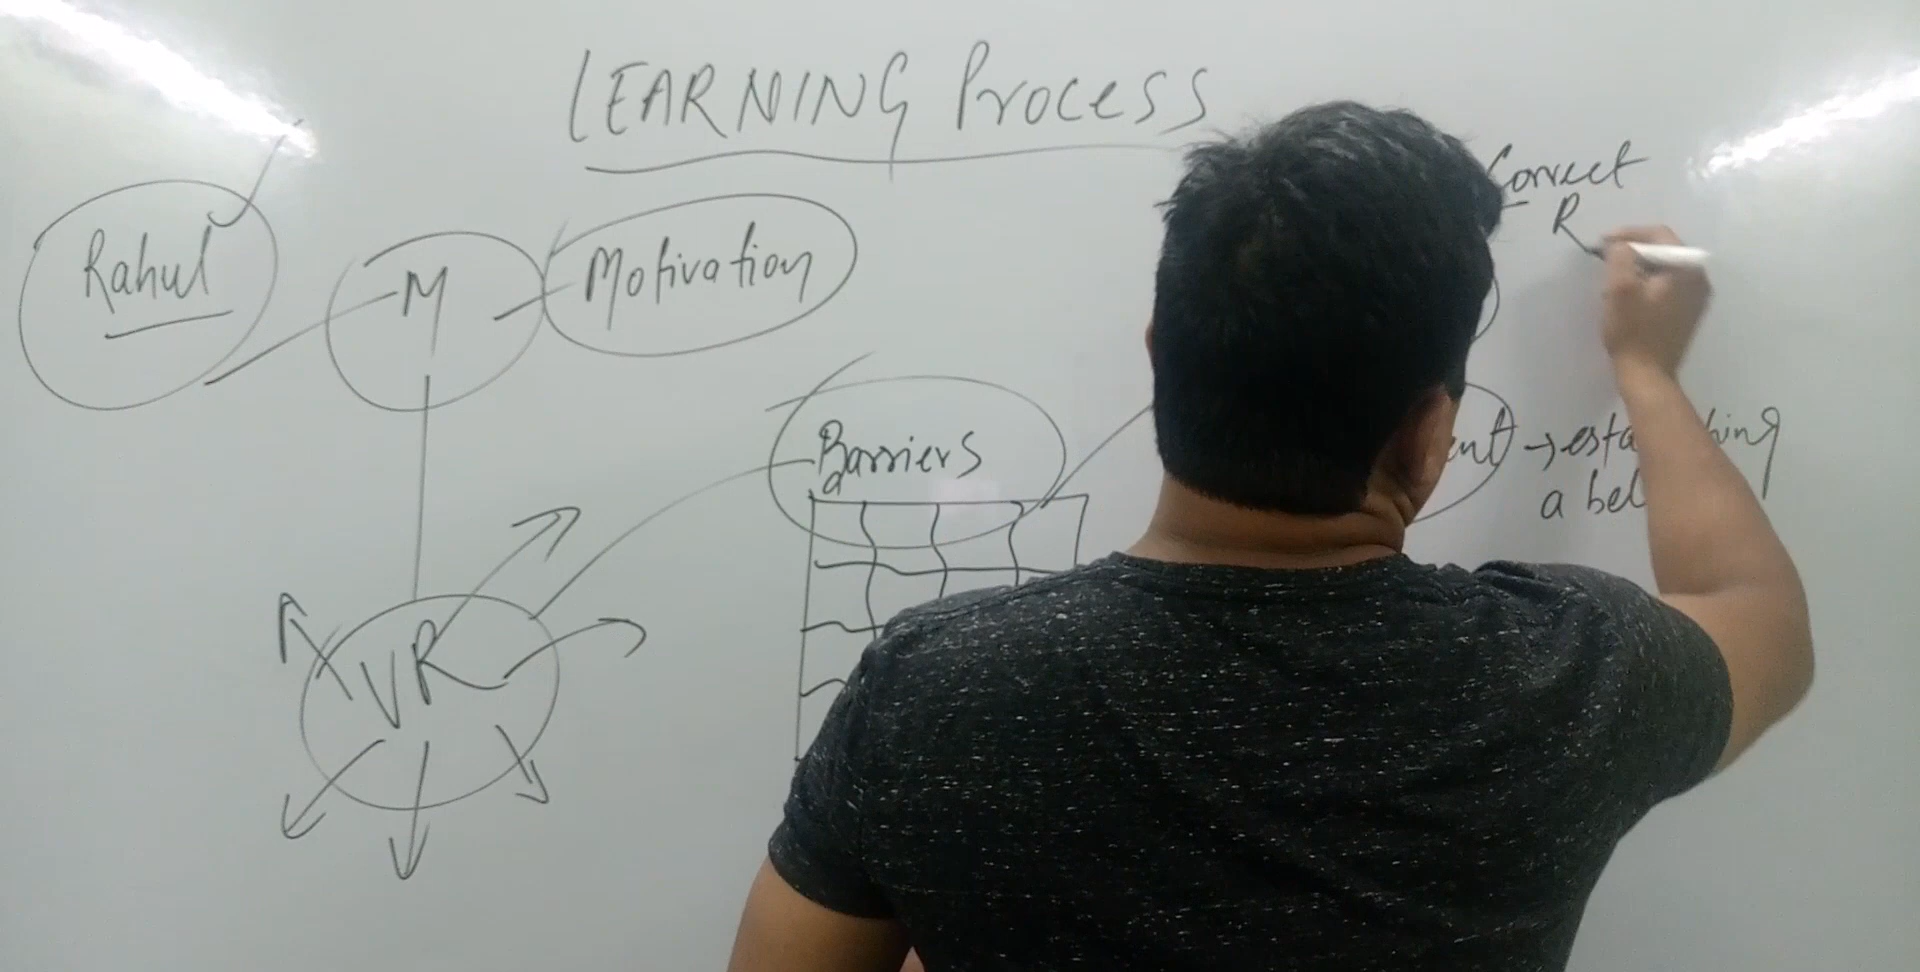 LEARNING Process
Correct
R
Rahul
M
Motivation
Barriers
a bel
VR